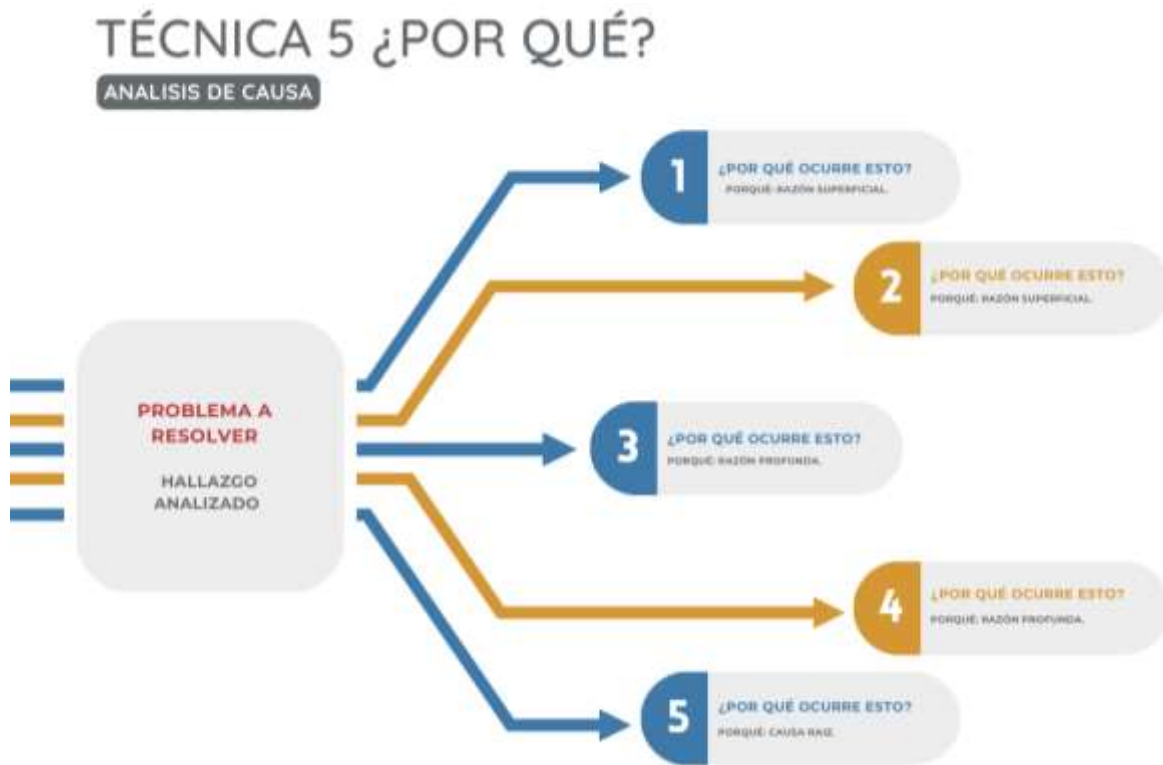 TÉCNICA 5 ¿POR QUÉ?
ANALISIS DE CAUSA
1
¿POR QUÉ OCURRE ESTO?
PORQUÉ: RAZÓN SUPERFICIAL.
2
¿POR QUÉ OCURRE ESTO?
PORQUÉ: RAZÓN SUPERFICIAL.
PROBLEMA A
RESOLVER
HALLAZGO
ANALIZADO
3
¿POR QUÉ OCURRE ESTO?
PORQUÉ: RAZÓN PROFUNDA.
4
¿POR QUÉ OCURRE ESTO?
PORQUÉ: RAZÓN PROFUNDA.
5
¿POR QUÉ OCURRE ESTO?
PORQUÉ: CAUSA RAIZ.